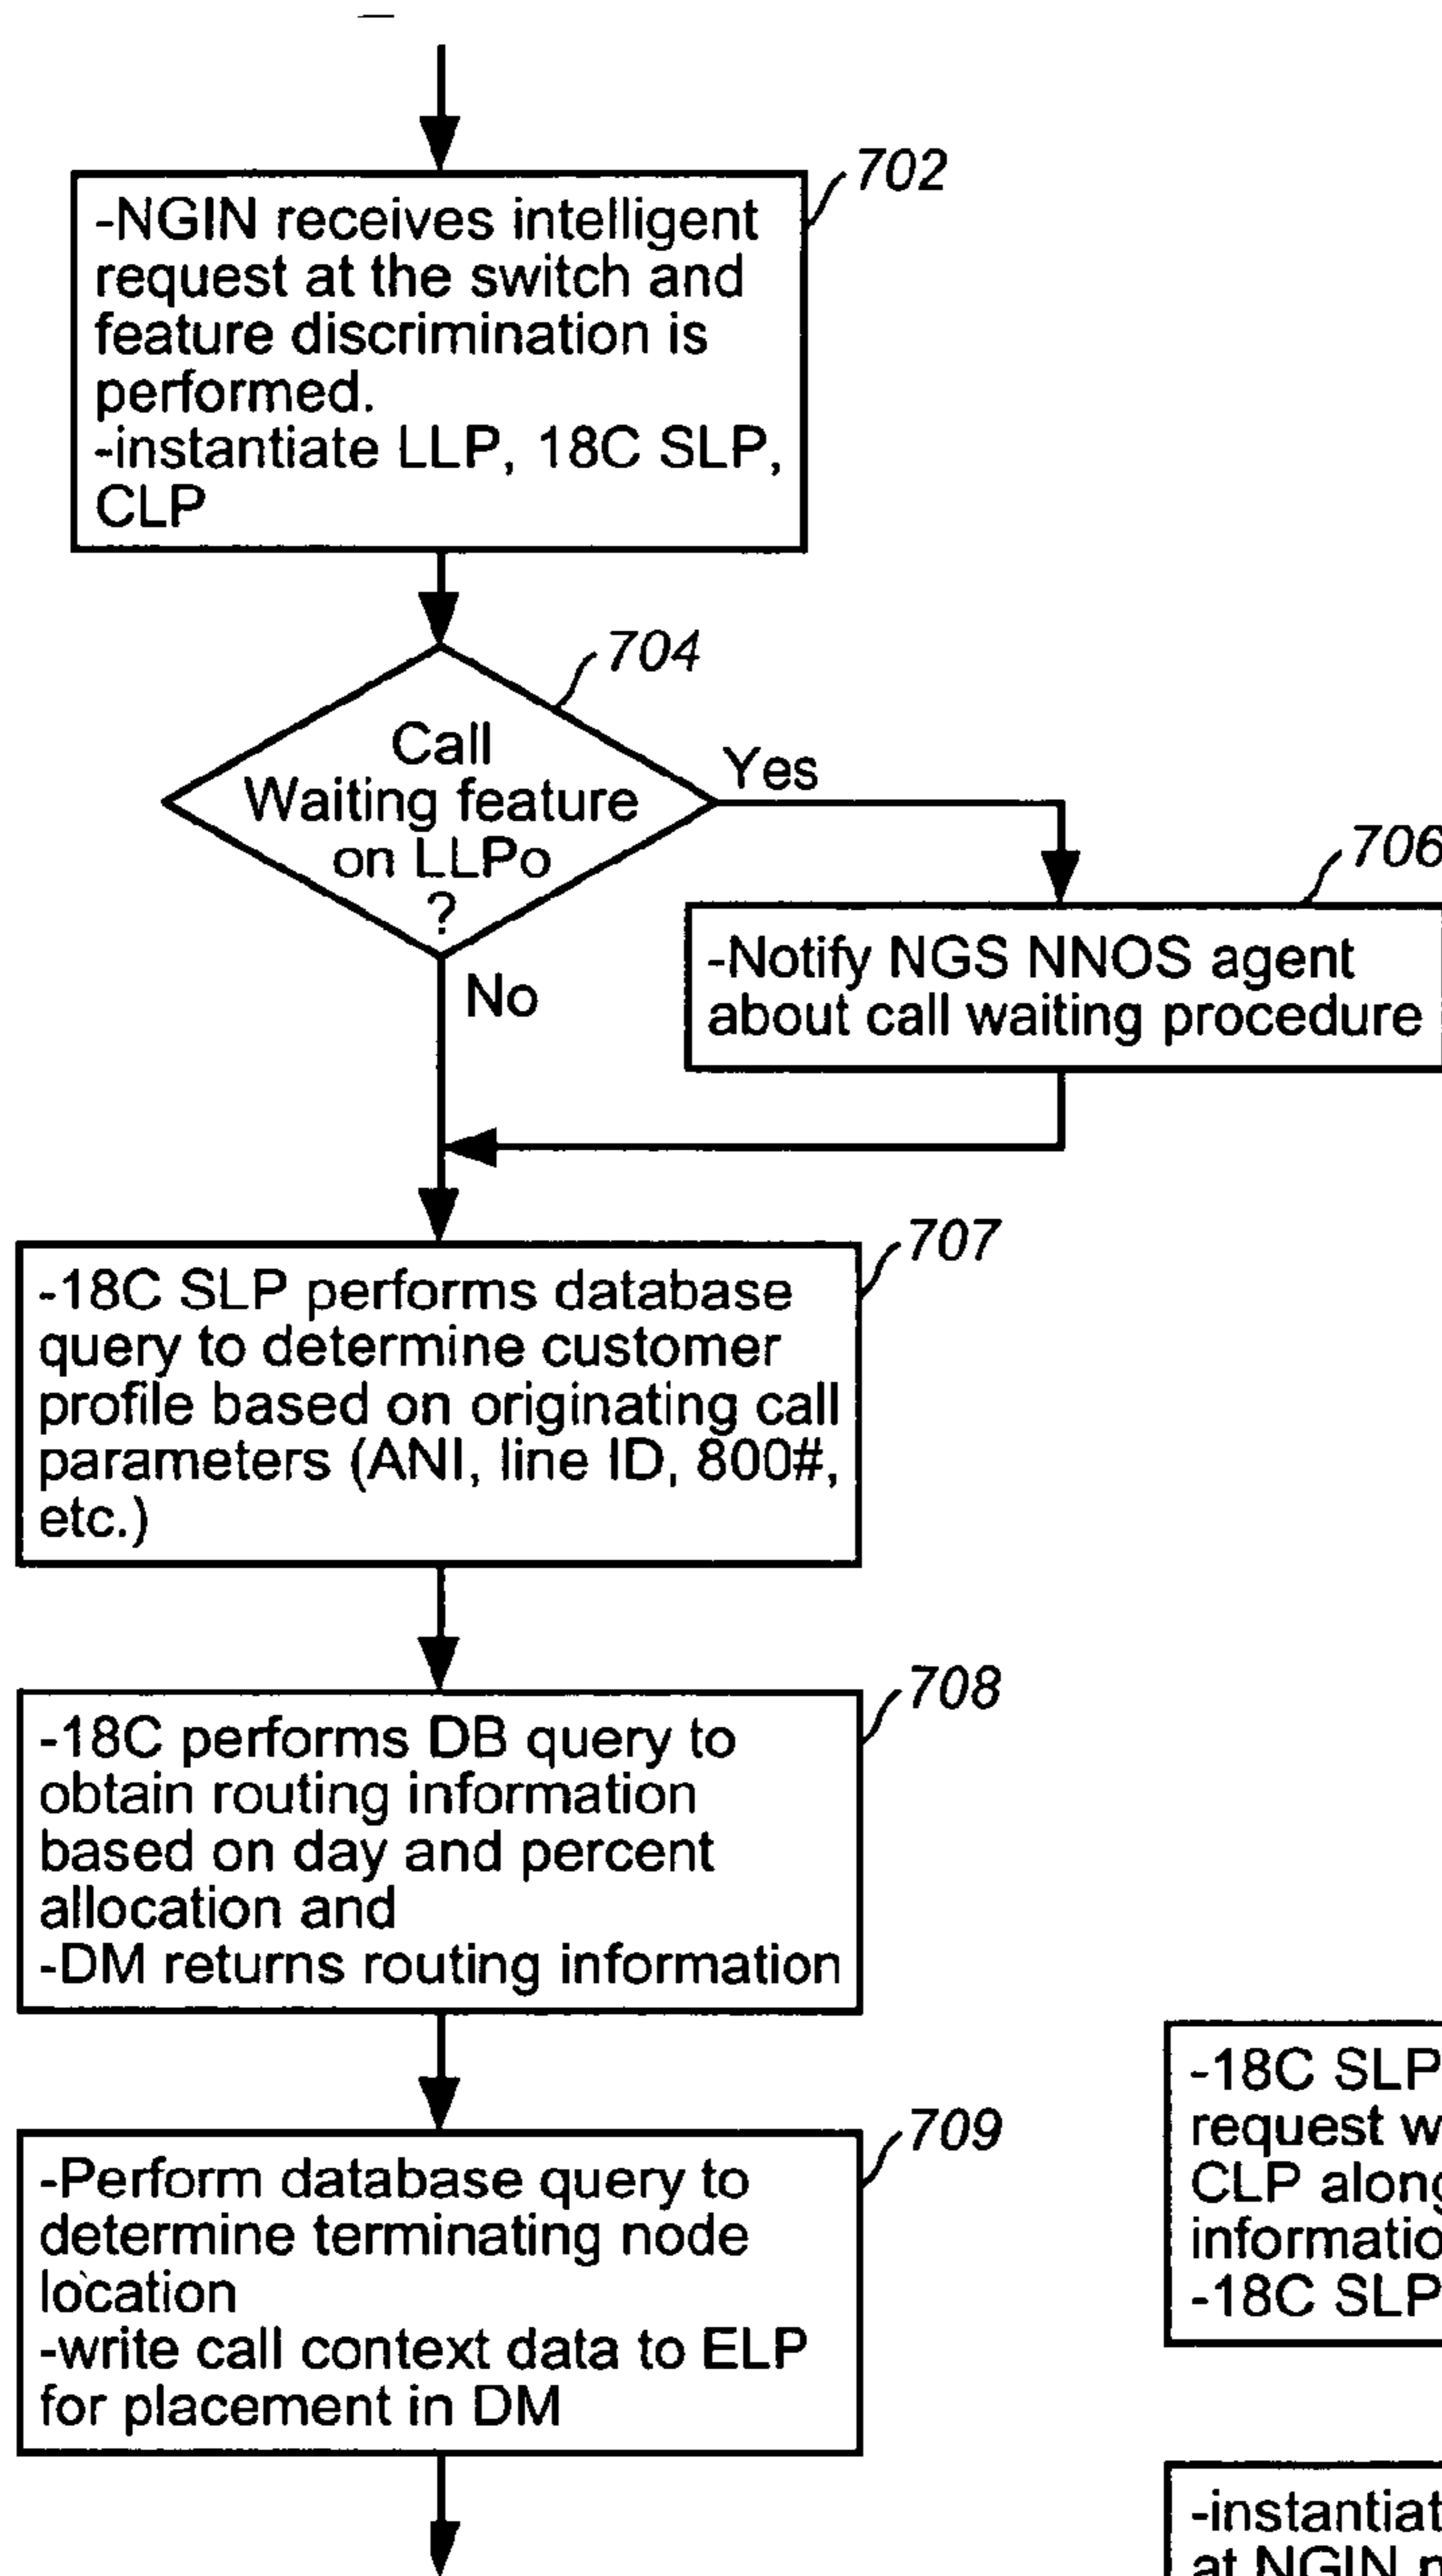 702
-NGIN receives intelligent
request at the switch and
feature discrimination is
performed.
-instantiate LLP, 18C SLP,
CLP
704
Call
Waiting feature
on LLPo
?
Yes
No
706
-Notify NGS NNOS agent
about call waiting procedure
707
-18C SLP performs database
query to determine customer
profile based on originating call
parameters (ANI, line ID, 800#,
etc.)
708
-18C performs DB query to
obtain routing information
based on day and percent
allocation and
-DM returns routing information
709
-Perform database query to
determine terminating node
location
-write call context data to ELP
for placement in DM
-18C SLP
request
CLP
-18C SLP
at NGIN